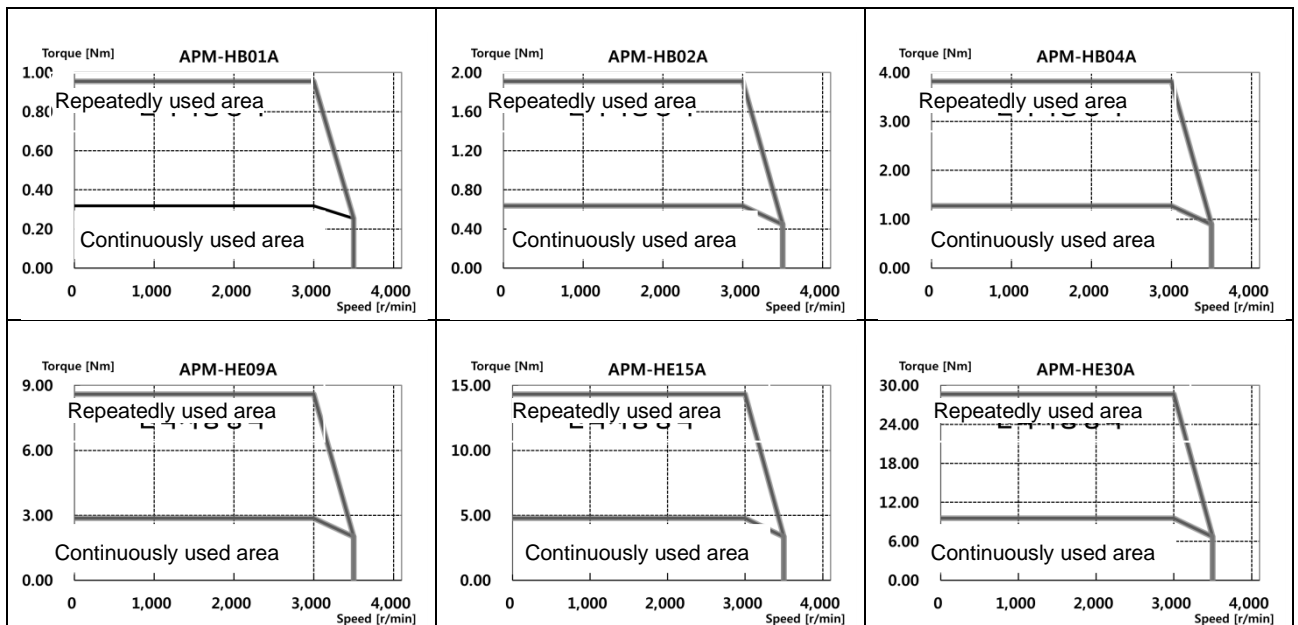 Torque [Nm] APM-HB01A
1.00
Repeatedly used area
0.80
0.60
0.40
0.20
Continuously used area
0.00
0 1,000 2,000 3,000 4,000
Speed [r/min]
Torque [Nm] APM-HB02A
2.00
Repeatedly used area
1.60
1.20
0.80
0.40
Continuously used area
0.00
0 1,000 2,000 3,000 4,000
Speed [r/min]
Torque [Nm] APM-HB04A
4.00
Repeatedly used area
3.00
2.00
1.00
Continuously used area
0.00
0 1,000 2,000 3,000 4,000
Speed [r/min]
Torque [Nm] APM-HE09A
9.00
Repeatedly used area
6.00
3.00
Continuously used area
0.00
0 1,000 2,000 3,000 4,000
Speed [r/min]
Torque [Nm] APM-HE15A
15.00
Repeatedly used area
10.00
5.00
Continuously used area
0.00
0 1,000 2,000 3,000 4,000
Speed [r/min]
Torque [Nm] APM-HE30A
30.00
Repeatedly used area
24.00
18.00
12.00
6.00
Continuously used area
0.00
0 1,000 2,000 3,000 4,000
Speed [r/min]